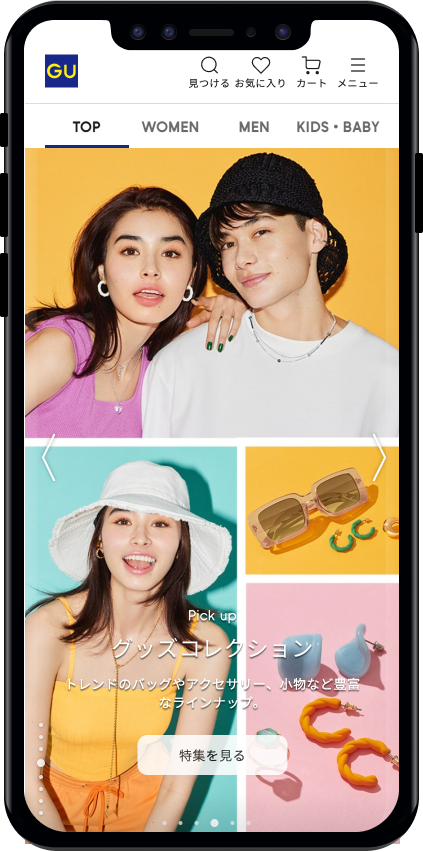 GU
見つける お気に入り カート メニュー
TOP WOMEN MEN KIDS・BABY
Pick up
グッズコレクション
トレンドのバッグやアクセサリー、小物など豊富
なラインナップ。
特集を見る